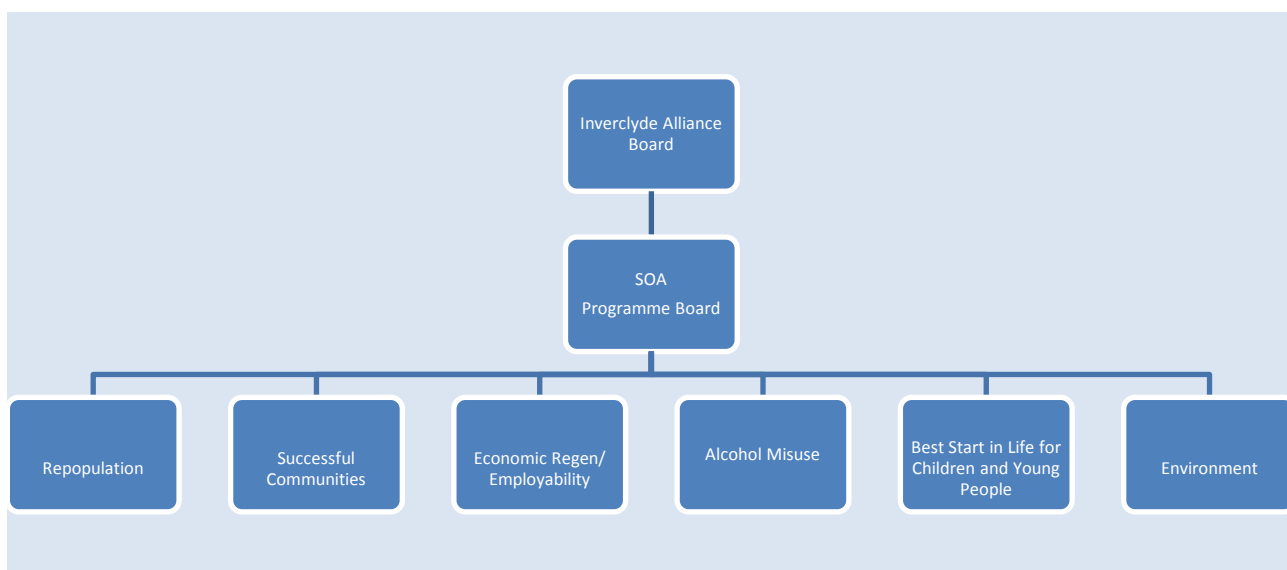 Inverclyde Alliance
Board
SOA
Programme Board
Repopulation
Successful
Communities
Economic Regen/
Employability
Alcohol Misuse
Best Start in Life for
Children and Young
People
Environment